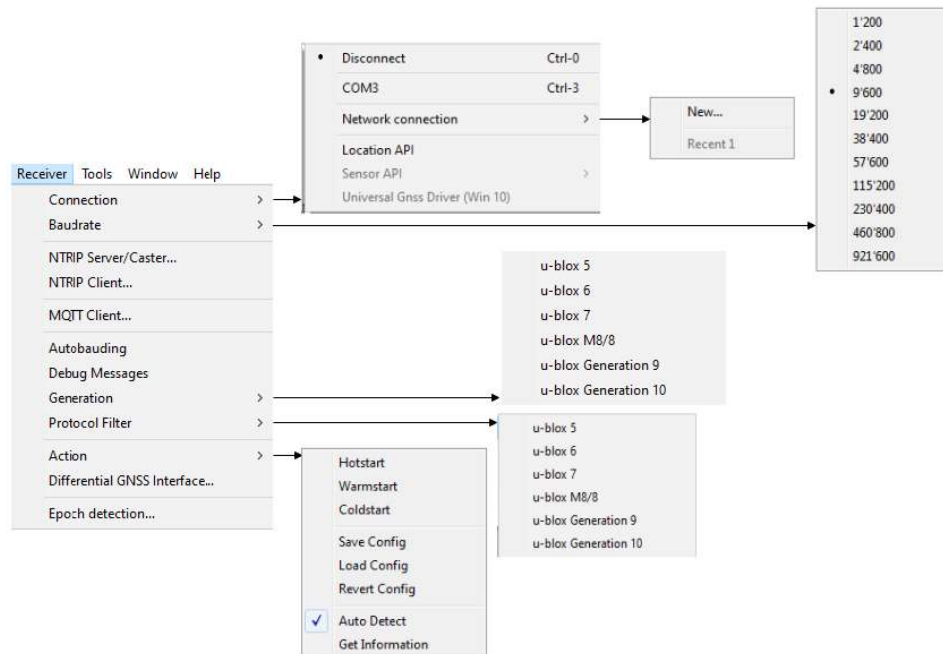 Receiver Tools Window Help
Connection
Baudrate
NTRIP Server/Caster...
NTRIP Client...
MQTT Client...
Autobauding
Debug Messages
Generation
Protocol Filter
Action
Differential GNSS Interface...
Epoch detection...
Disconnect Ctrl-0
COM3 Ctrl-3
Network connection
Location API
Sensor API
Universal Gnss Driver (Win 10)
New...
Recent 1
1'200
2'400
4'800
9'600
19'200
38'400
57'600
115'200
230'400
460'800
921'600
u-blox 5
u-blox 6
u-blox 7
u-blox M8/8
u-blox Generation 9
u-blox Generation 10
u-blox 5
u-blox 6
u-blox 7
u-blox M8/8
u-blox Generation 9
u-blox Generation 10
Hotstart
Warmstart
Coldstart
Save Config
Load Config
Revert Config
Auto Detect
Get Information